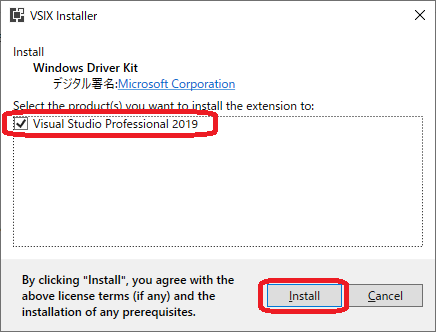 VSIX Installer
Install
Windows Driver Kit
デジタル署名:Microsoft Corporation
Select the product(s) you want to install the extension to:
Visual Studio Professional 2019
By clicking "Install", you agree with the
above license terms (if any) and the
installation of any prerequisites.
Install
Cancel